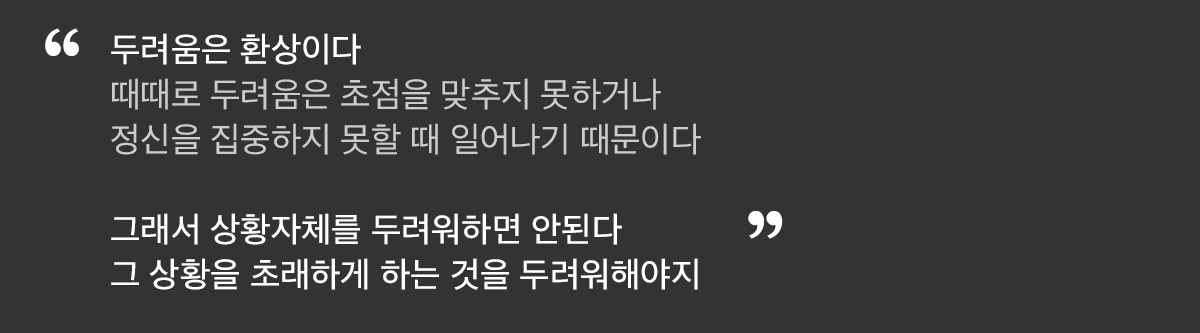 “ 두려움은 환상이다
때때로 두려움은 초점을 맞추지 못하거나
정신을 집중하지 못할 때 일어나기 때문이다
그래서 상황자체를 두려워하면 안된다 ”
그 상황을 초래하게 하는 것을 두려워해야지